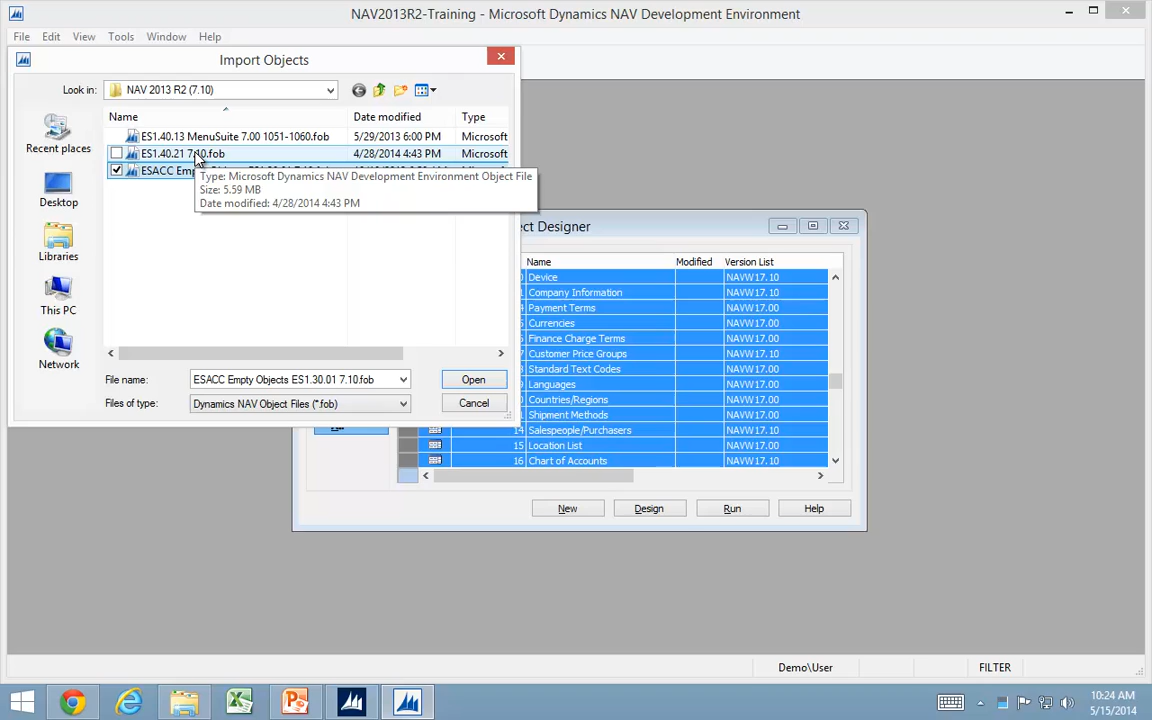 NAV2013R2-Training - Microsoft Dynamics NAV Development Environment
File Edit View Tools Window Help
Import Objects
Look in: NAV 2013 R2 (7.10)
Name Date modified Type
ES1.40.13 MenuSuite 7.00 1051-1060.fob 5/29/2013 6:00 PM Microsoft
ES1.40.21 7.10.fob 4/28/2014 4:43 PM Microsoft
ESACC
Type: Microsoft Dynamics NAV Development Environment Object File
Size: 5.59 MB
Date modified: 4/28/2014 4:43 PM
Recent places
Desktop
Libraries
This PC
Network
File name: ESACC Empty Objects ES1.30.01 7.10.fob Open
Files of type: Dynamics NAV Object Files (*.fob) Cancel
Designer
Name Modified Version List
Device NAVW17.10
Company Information NAVW17.10
Payment Terms NAVW17.00
Currencies NAVW17.00
Finance Charge Terms NAVW17.00
Customer Price Groups NAVW17.00
Standard Text Codes NAVW17.00
Languages NAVW17.00
Countries/Regions NAVW17.00
Shipment Methods NAVW17.00
14 Salespeople/Purchasers NAVW17.10
15 Location List NAVW17.00
16 Chart of Accounts NAVW17.10
New Design Run Help
Demo\User FILTER
10:24 AM
5/15/2014